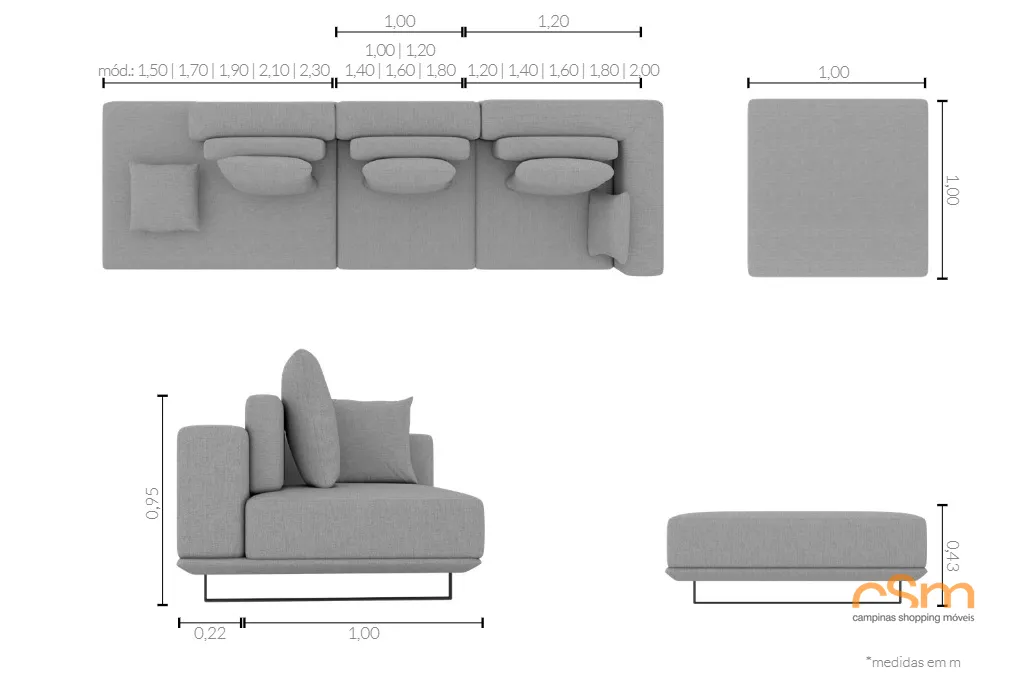 1,00 1,20
1,00 | 1,20
mód.: 1,50 | 1,70 | 1,90 | 2,10 | 2,30 1,40 | 1,60 | 1,80 1,20 | 1,40 | 1,60 | 1,80 | 2,00
1,00
1,00
0,95
0,22 1,00
0,43
csm
campinas shopping móveis
*medidas em m